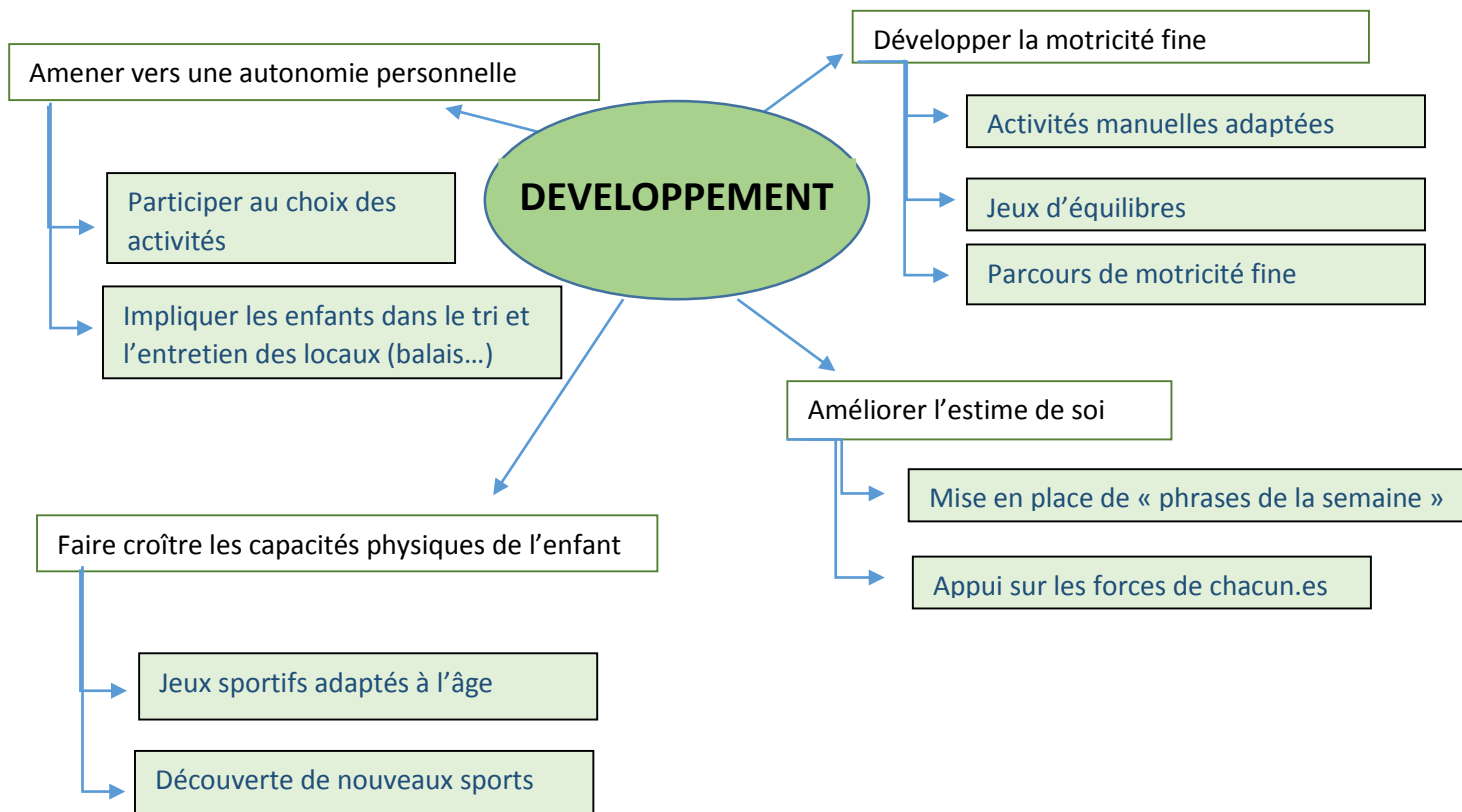 Développer la motricité fine
Amener vers une autonomie personnelle
DEVELOPPEMENT
Activités manuelles adaptées
Participer au choix des
activités
Jeux d’équilibres
Parcours de motricité fine
Impliquer les enfants dans le tri et
l’entretien des locaux (balais…)
Améliorer l’estime de soi
Mise en place de « phrases de la semaine »
Appui sur les forces de chacun.es
Faire croître les capacités physiques de l’enfant
Jeux sportifs adaptés à l’âge
Découverte de nouveaux sports